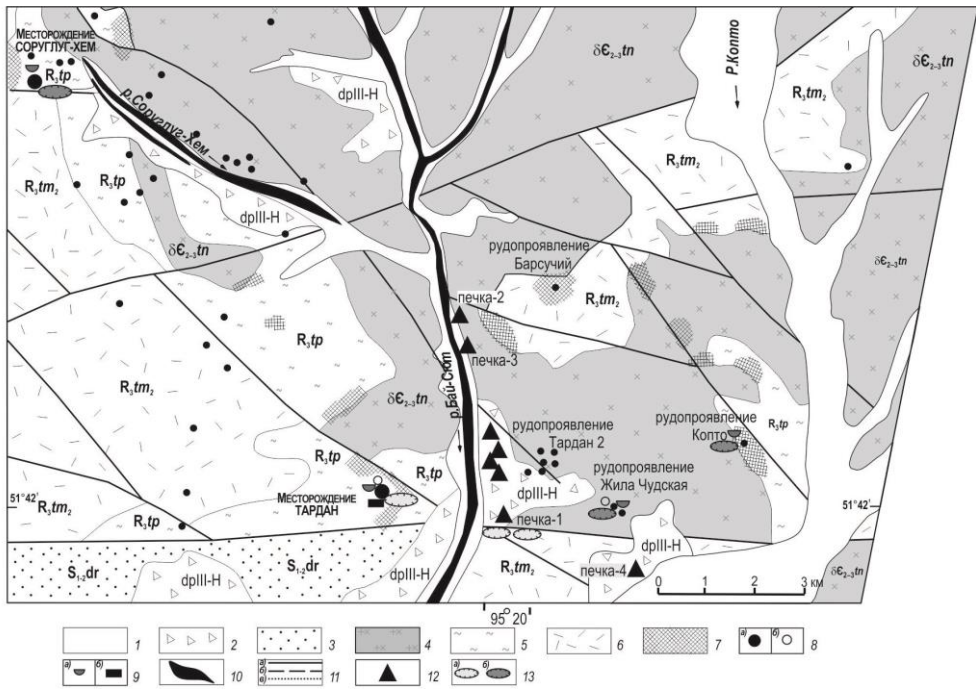 Месторождение
СОРУГЛУГ-ХЕМ
R₃tp
р.Соруглуг-Хем
dpIII-H
δЄ₂₋₃tn
Р.Копто
δЄ₂₋₃tn
R₃tm₂
R₃tm₂
R₃tm₂
R₃tp
dpIII-H
δЄ₂₋₃tn
δЄ₂₋₃tn
рудопроявление
Барсучий
R₃tm₂
печка-2
печка-3
R₃tp
р.Бай-Сют
R₃tm₂
δЄ₂₋₃tn
рудопроявление
Тардан 2
рудопроявление
Копто
R₃tp
R₃tp
R₃tp
рудопроявление
Жила Чудская
dpIII-H
51°42'
R₃tm₂
Месторождение
ТАРДАН
R₃tp
печка-1
51°42'
S₁₋₂dr
dpIII-H
dpIII-H
R₃tm₂
печка-4
dpIII-H
δЄ₂₋₃tn
0 1 2 3 км
95° 20'
1 2 3 4 5 6 7 а) б) 8
а) б) 9 10 а) б) в) 11 12 а) б) 13